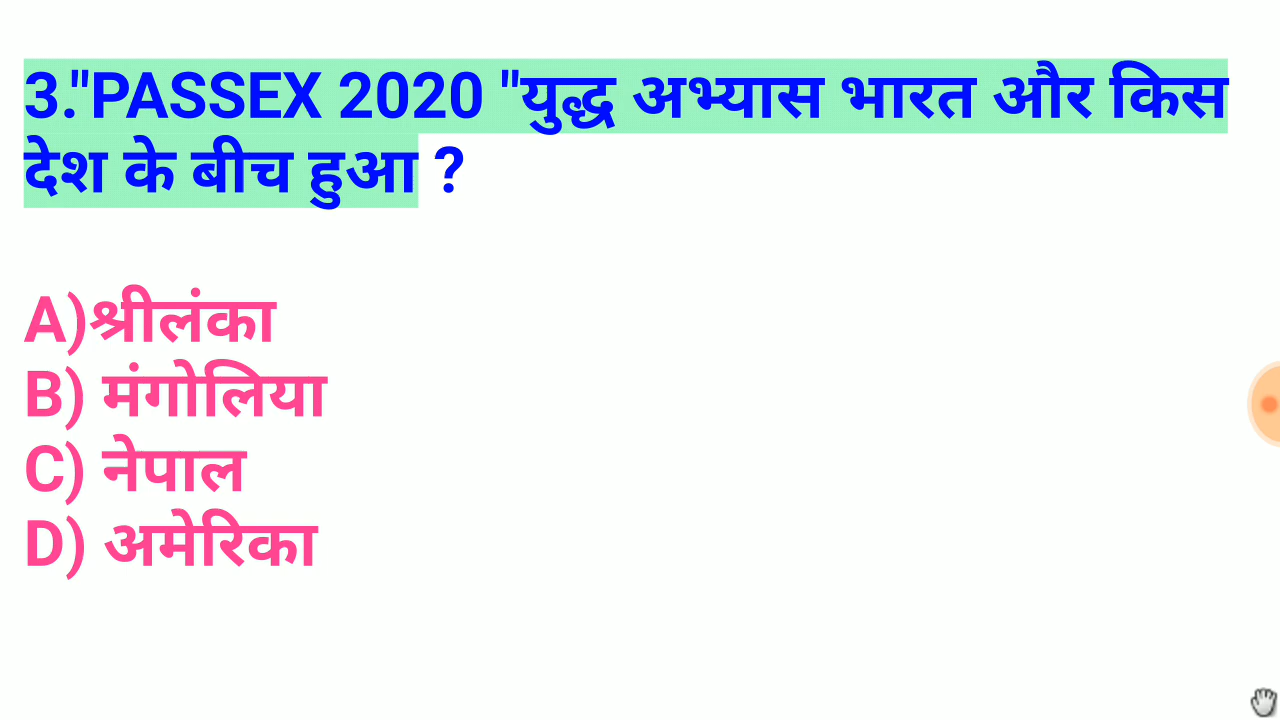 3."PASSEX 2020 "युद्ध अभ्यास भारत और किस
देश के बीच हुआ ?
A)श्रीलंका
B) मंगोलिया
C) नेपाल
D) अमेरिका